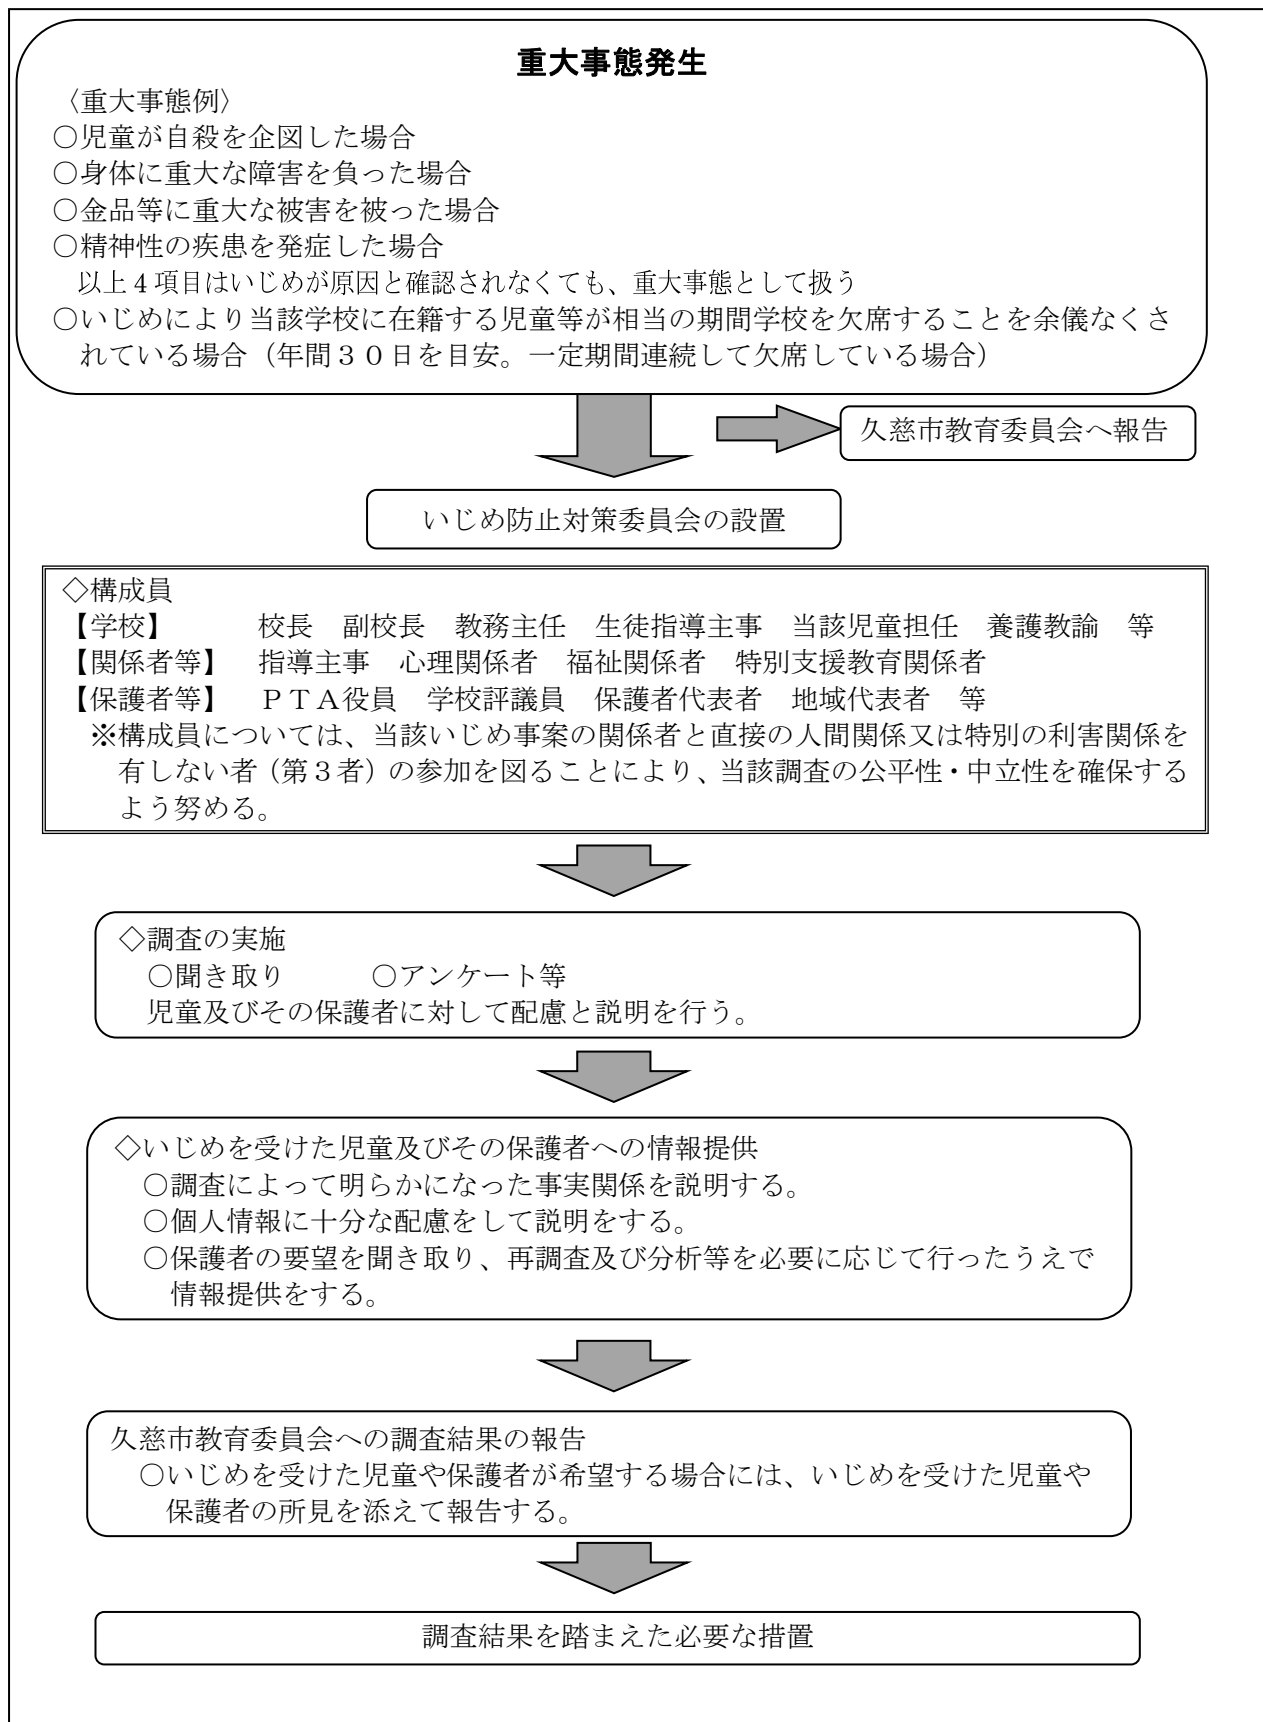 重大事態発生
〈重大事態例〉
○児童が自殺を企図した場合
○身体に重大な障害を負った場合
○金品等に重大な被害を被った場合
○精神性の疾患を発症した場合
以上4項目はいじめが原因と確認されなくても、重大事態として扱う
○いじめにより当該学校に在籍する児童等が相当の期間学校を欠席することを余儀なくさ
れている場合（年間３０日を目安。一定期間連続して欠席している場合）
久慈市教育委員会へ報告
いじめ防止対策委員会の設置
◇構成員
【学校】　　　校長　副校長　教務主任　生徒指導主事　当該児童担任　養護教諭　等
【関係者等】　指導主事　心理関係者　福祉関係者　特別支援教育関係者
【保護者等】　ＰＴＡ役員　学校評議員　保護者代表者　地域代表者　等
※構成員については、当該いじめ事案の関係者と直接の人間関係又は特別の利害関係を
有しない者（第３者）の参加を図ることにより、当該調査の公平性・中立性を確保する
よう努める。
◇調査の実施
○聞き取り　　　○アンケート等
児童及びその保護者に対して配慮と説明を行う。
◇いじめを受けた児童及びその保護者への情報提供
○調査によって明らかになった事実関係を説明する。
○個人情報に十分な配慮をして説明をする。
○保護者の要望を聞き取り、再調査及び分析等を必要に応じて行ったうえで
情報提供をする。
久慈市教育委員会への調査結果の報告
○いじめを受けた児童や保護者が希望する場合には、いじめを受けた児童や
保護者の所見を添えて報告する。
調査結果を踏まえた必要な措置